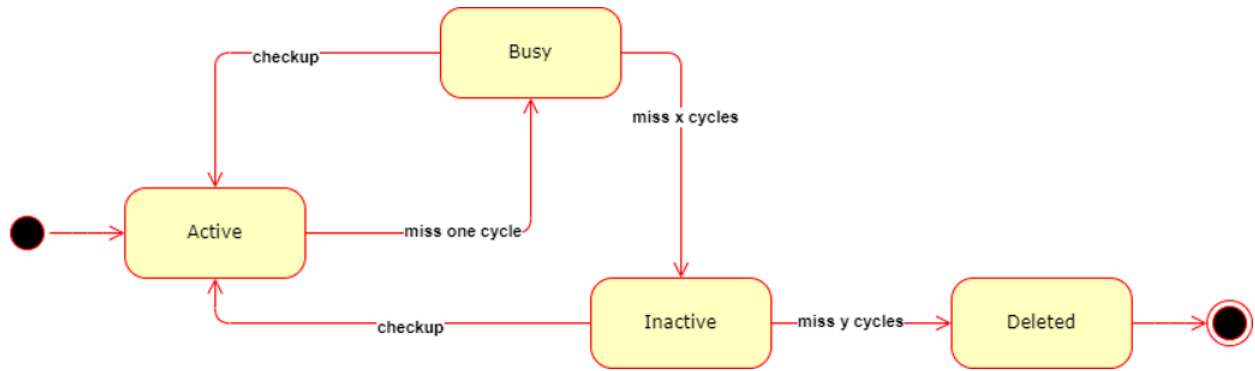 Busy
checkup
miss x cycles
Active
miss one cycle
Inactive
miss y cycles
Deleted
checkup